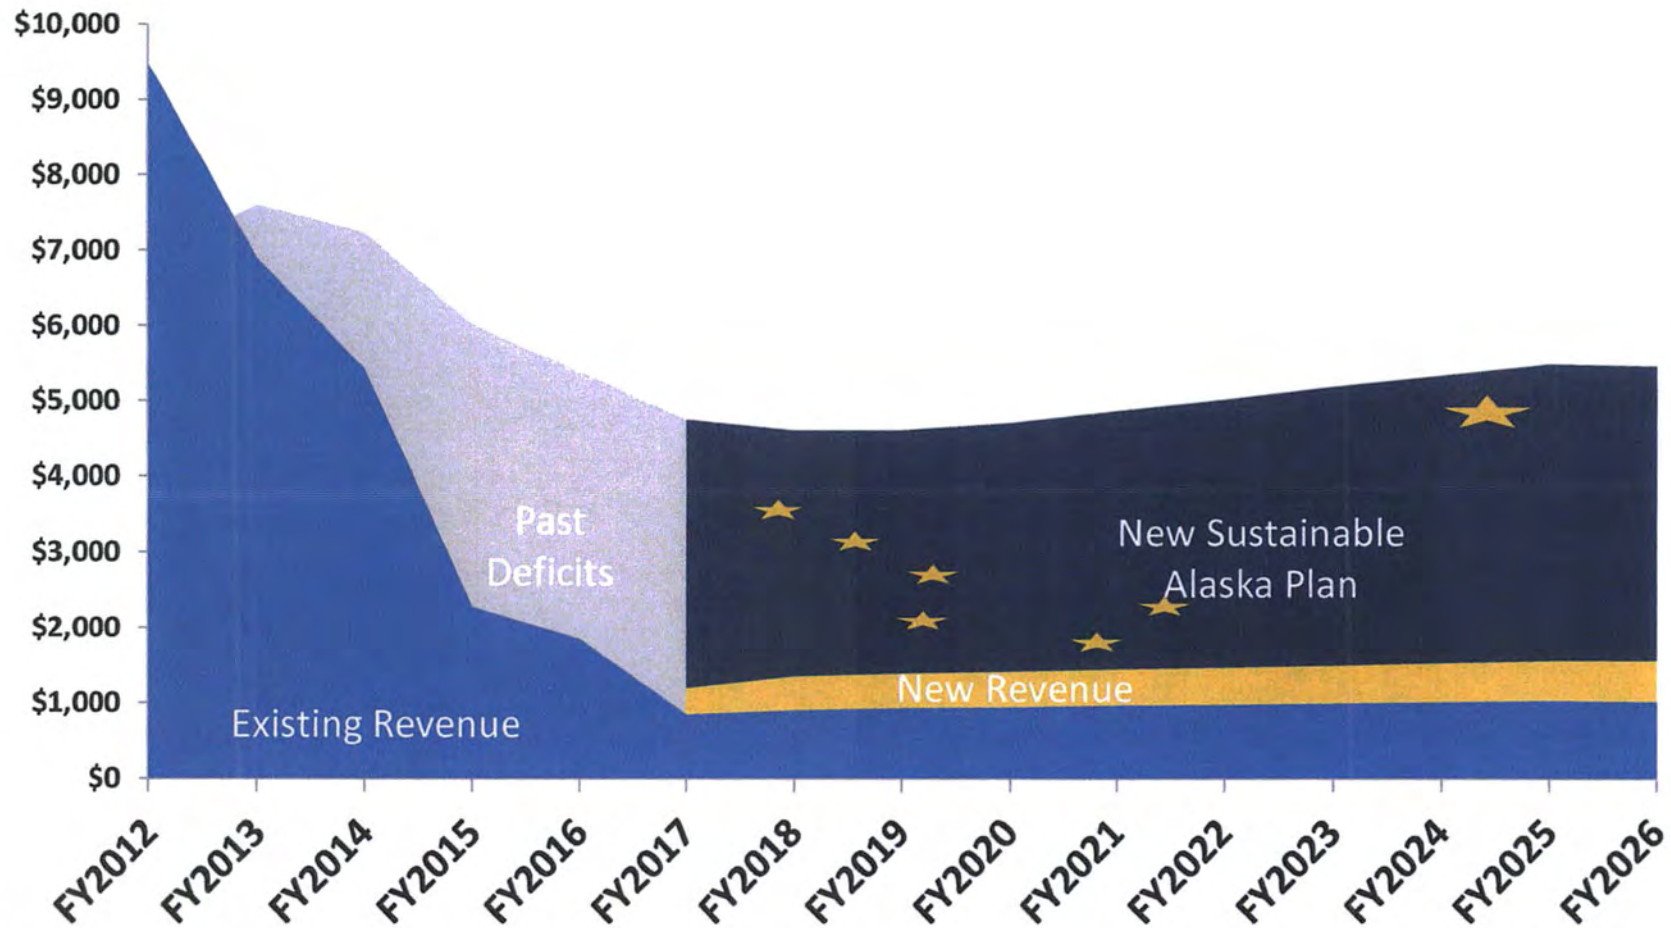 $10,000
$9,000
$8,000
$7,000
$6,000
$5,000
$4,000
$3,000
$2,000
$1,000
$0
Past
Deficits
New Sustainable
Alaska Plan
New Revenue
Existing Revenue
FY2012
FY2013
FY2014
FY2015
FY2016
FY2017
FY2018
FY2019
FY2020
FY2021
FY2022
FY2023
FY2024
FY2025
FY2026